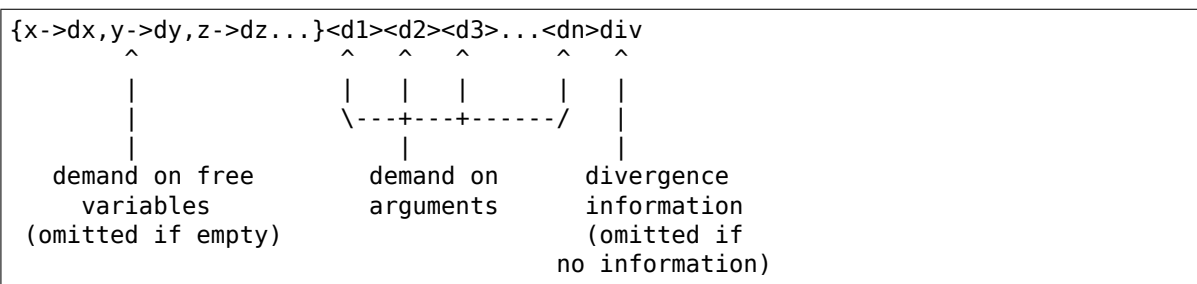 {x->dx,y->dy,z->dz...}<d1><d2><d3>...<dn>div
        ^              ^   ^   ^      ^   ^
        |              |   |   |      |   |
        |              \---+---+------/   |
        |                  |              |
   demand on free        demand on      divergence
     variables           arguments      information
 (omitted if empty)                     (omitted if
                                      no information)